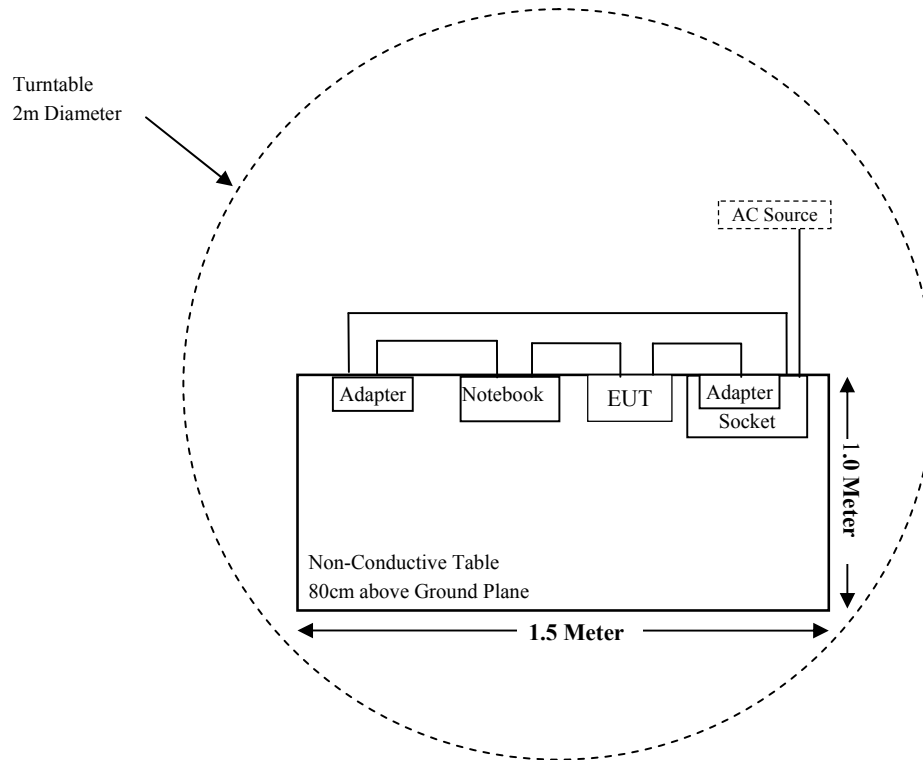 Turntable
2m Diameter
AC Source
Adapter
Notebook
EUT
Adapter
Socket
1.0 Meter
Non-Conductive Table
80cm above Ground Plane
1.5 Meter